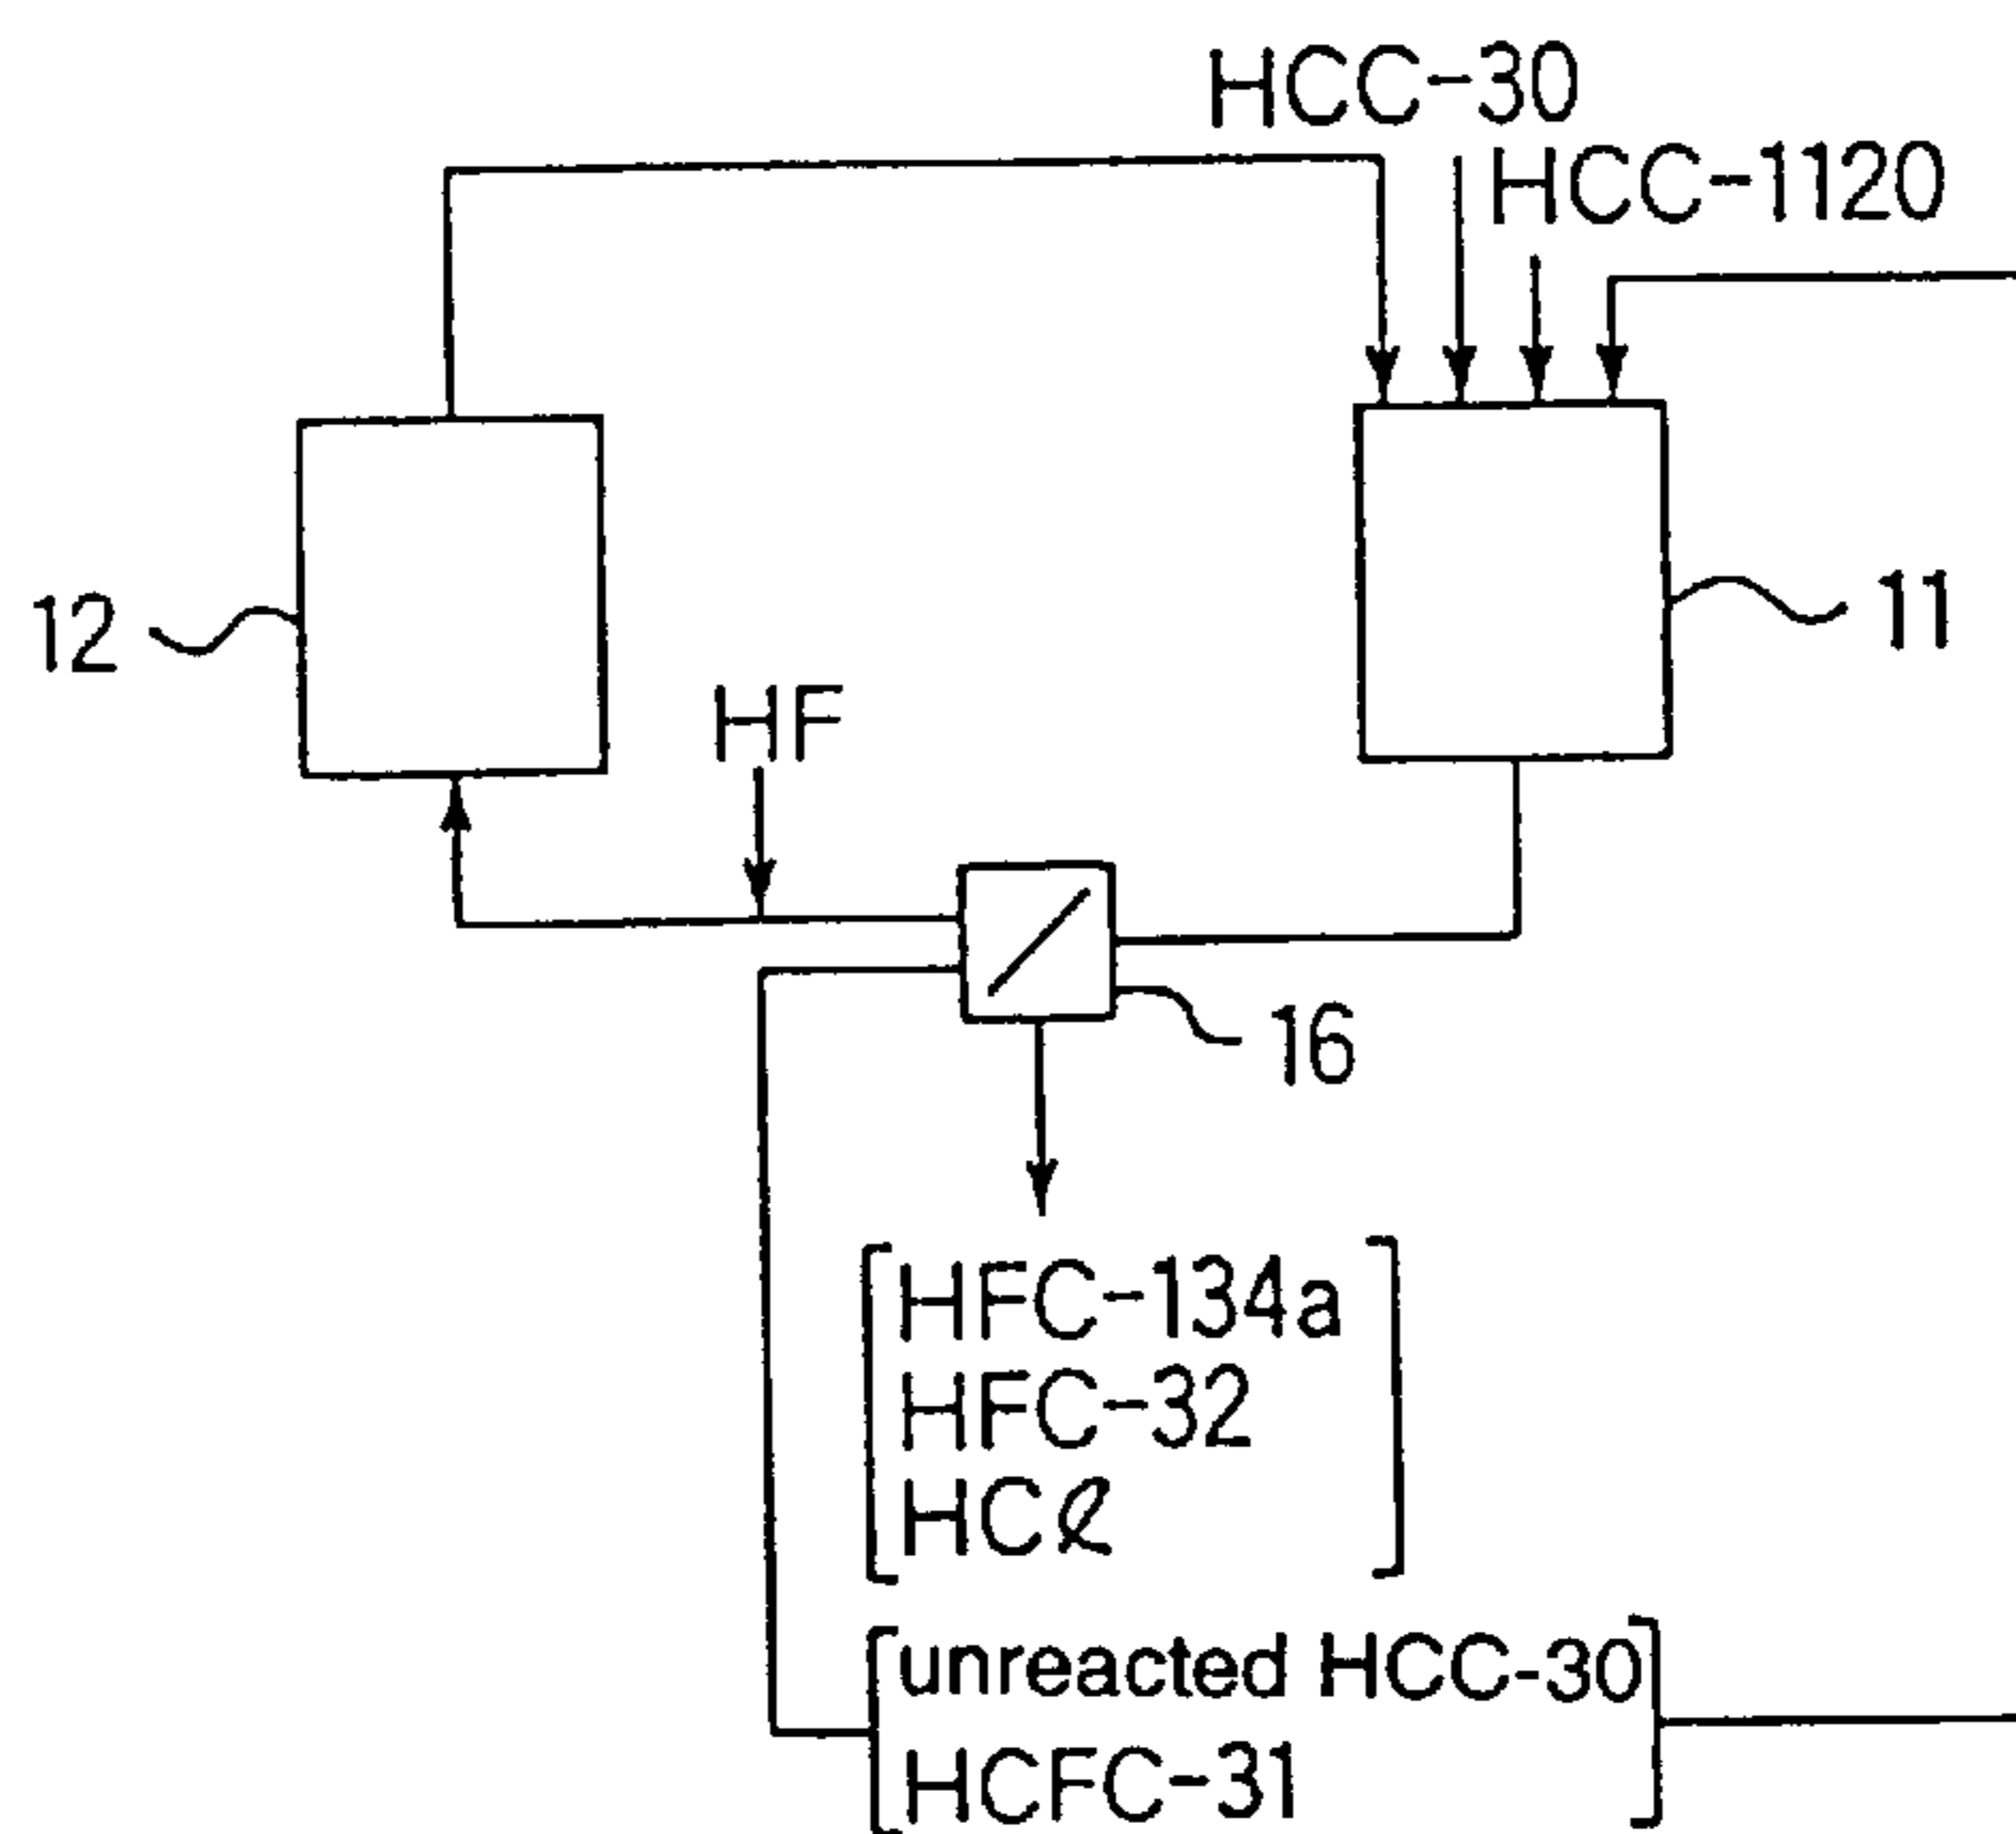 HCC-30
HCC-1120
12
11
HF
16
HFC-134a
HFC-32
HCℓ
unreacted HCC-30
HCFC-31